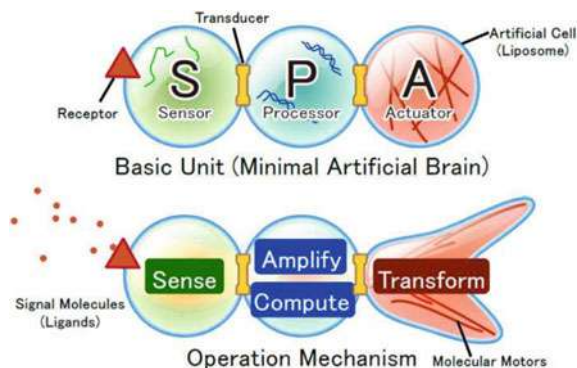 Transducer
Artificial Cell
(Liposome)
S P A
Sensor Processor Actuator
Receptor
Basic Unit (Minimal Artificial Brain)
Amplify
Sense Transform
Compute
Signal Molecules
(Ligands)
Operation Mechanism
Molecular Motors